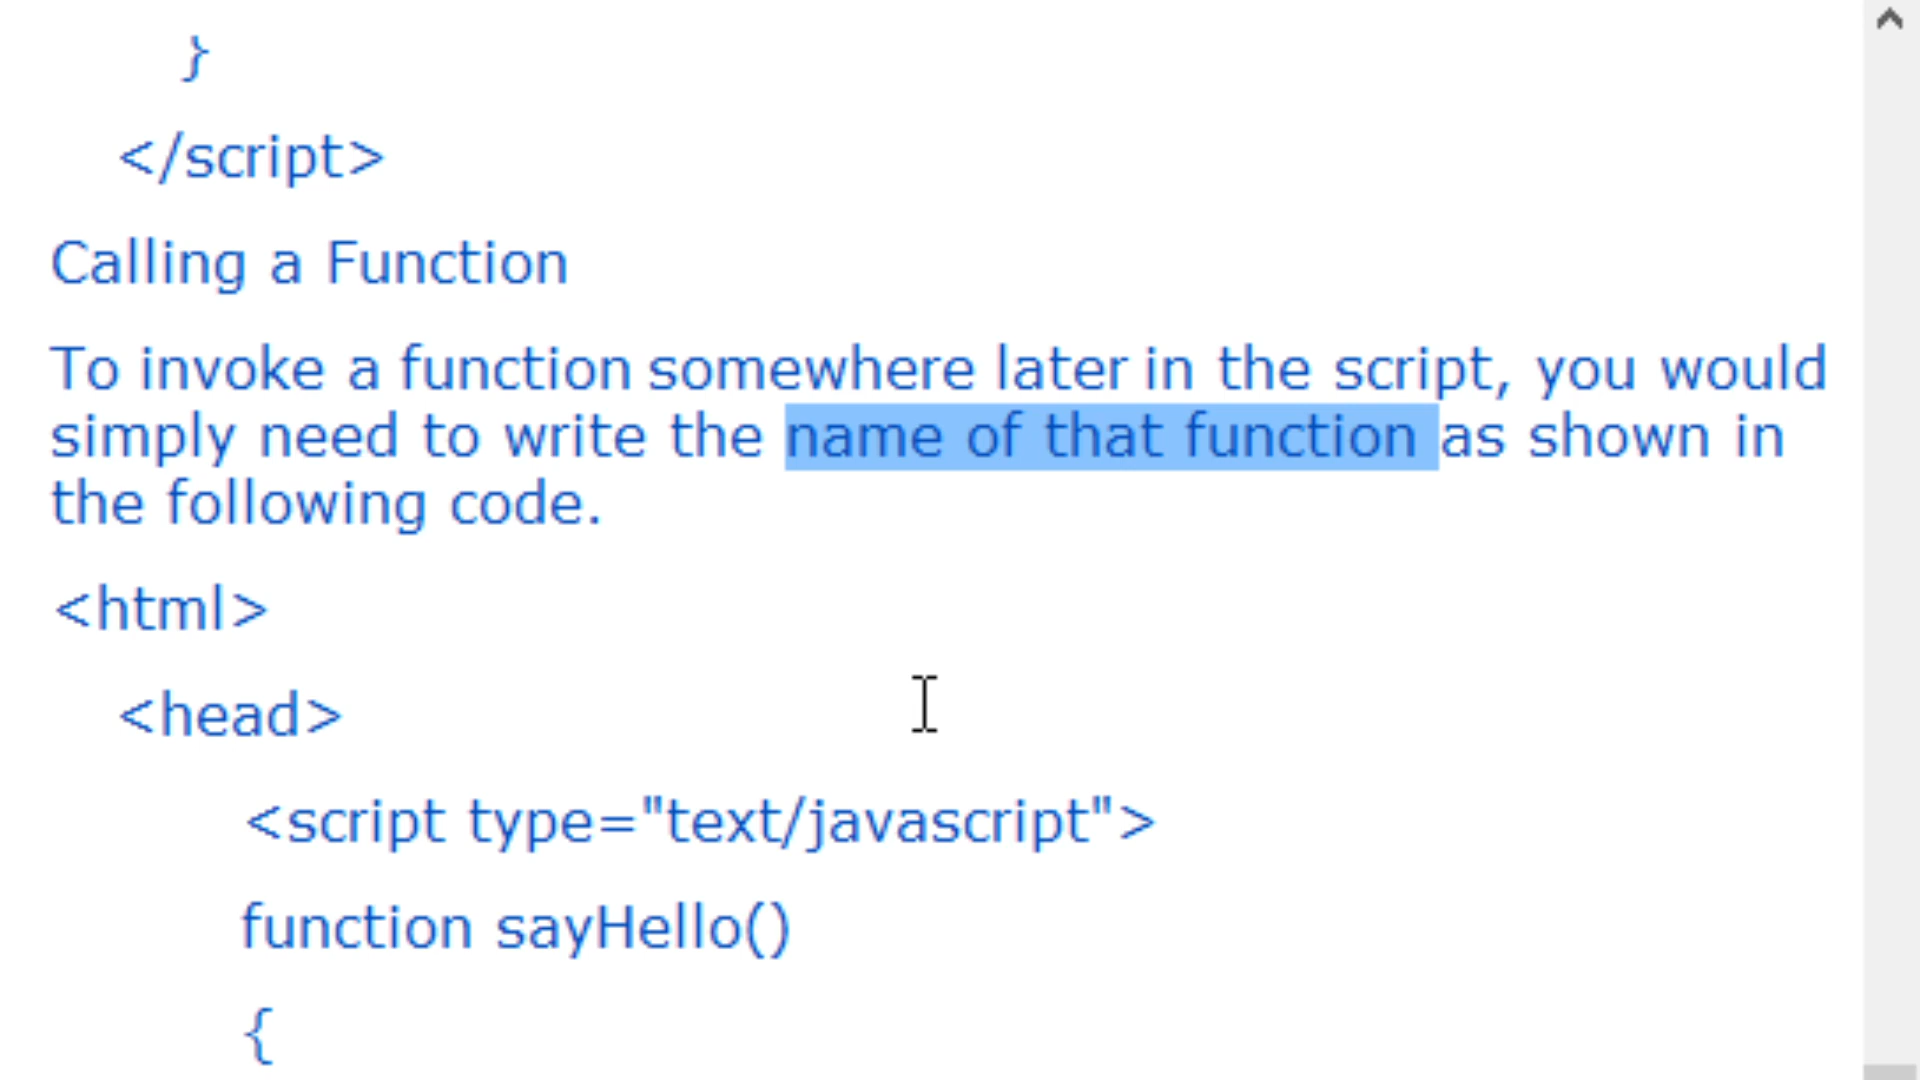 }
</script>
Calling a Function
To invoke a function somewhere later in the script, you would
simply need to write the name of that function as shown in
the following code.
<html>
<head>
<script type="text/javascript">
function sayHello()
{